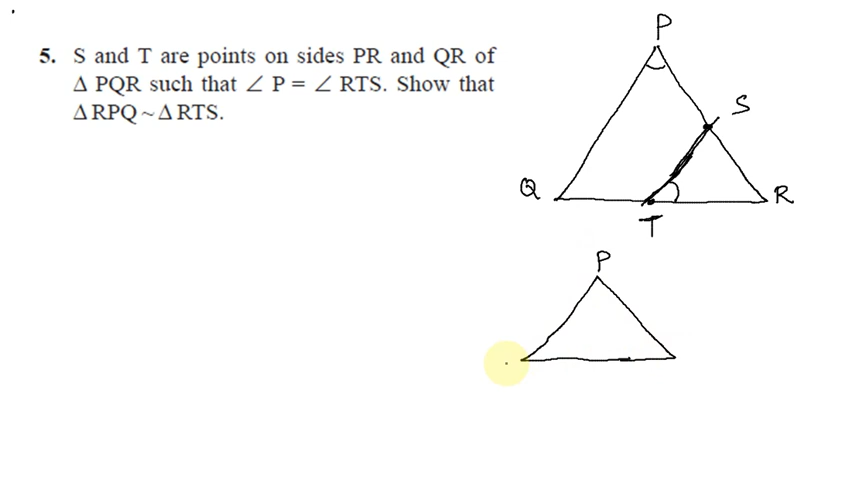 5. S and T are points on sides PR and QR of
Δ PQR such that ∠ P = ∠ RTS. Show that
Δ RPQ ~ Δ RTS.
P
S
Q
R
T
P